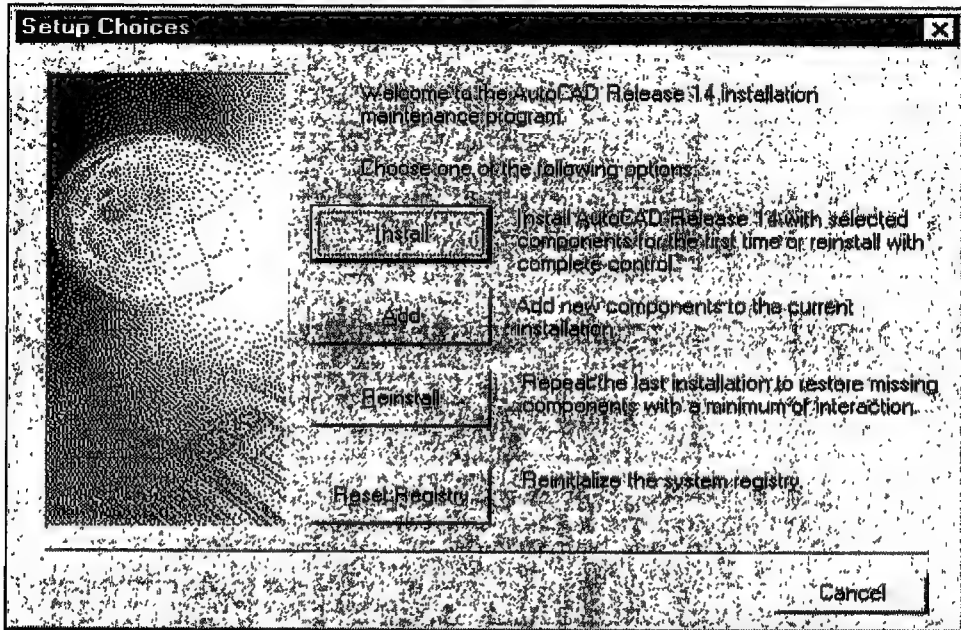 Setup Choices
Welcome to the AutoCAD Release 14 installation
maintenance program.
Choose one of the following options:
Install
Install AutoCAD Release 14 with selected
components for the first time or reinstall with
complete control.
Add
Add new components to the current
installation.
Reinstall
Repeat the last installation to restore missing
components with a minimum of interaction.
Reset Registry
Reinitialize the system registry.
Cancel